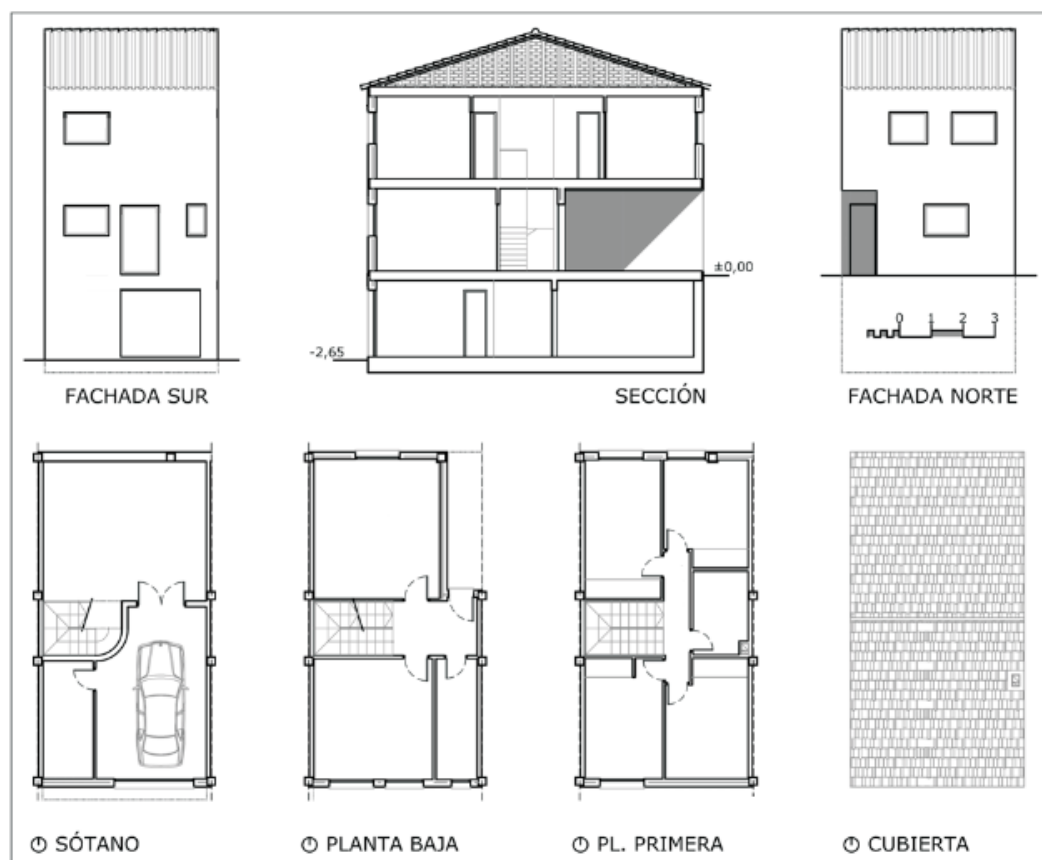 ±0,00
0 1 2 3
-2,65
FACHADA SUR
SECCIÓN
FACHADA NORTE
SÓTANO
PLANTA BAJA
PL. PRIMERA
CUBIERTA